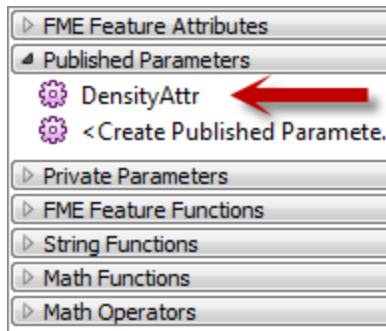 FME Feature Attributes
Published Parameters
DensityAttr
<Create Published Paramete.
Private Parameters
FME Feature Functions
String Functions
Math Functions
Math Operators